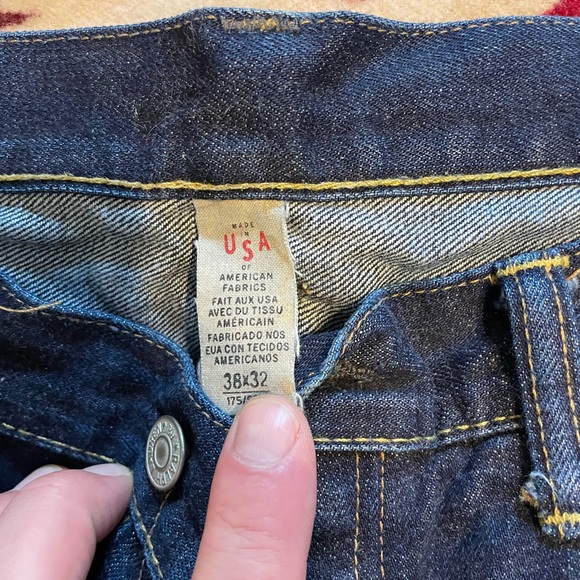 MADE
IN
USA
OF
AMERICAN
FABRICS
FAIT AUX USA
AVEC DU TISSU
AMÉRICAIN
FABRICADO NOS
EUA CON TECIDOS
AMERICANOS
38x32
175/